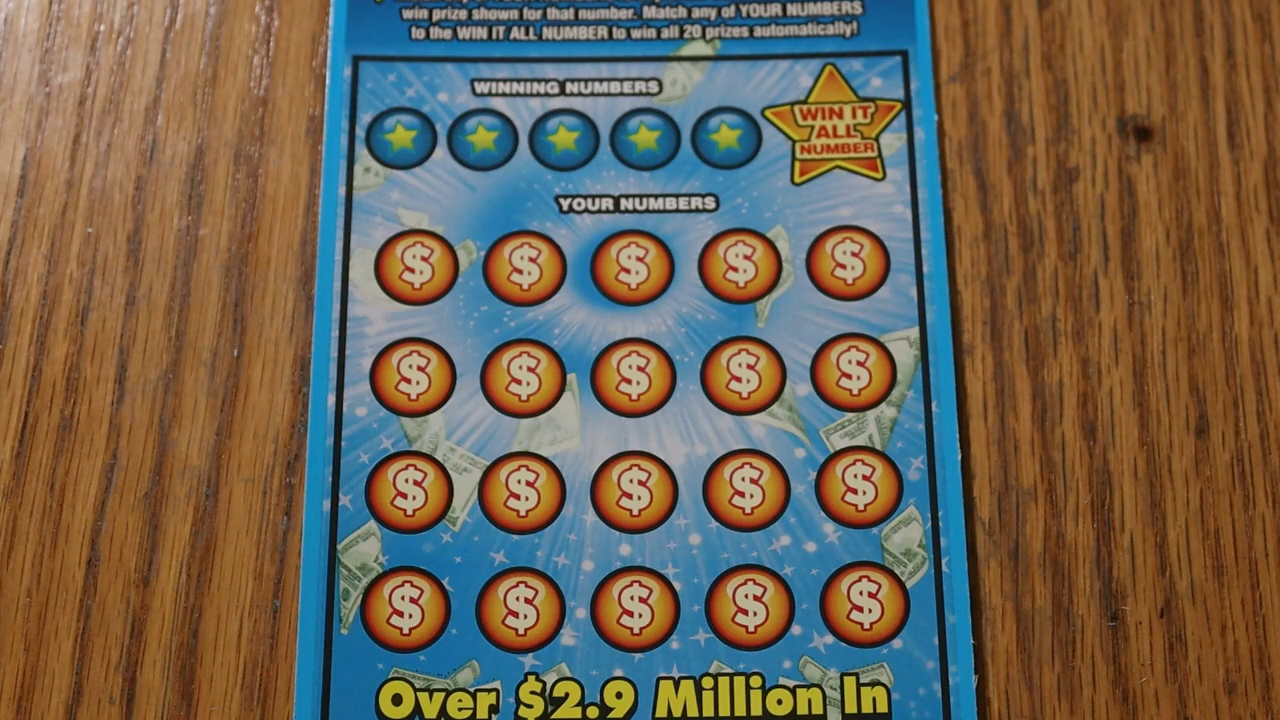 win prize shown for that number. Match any of YOUR NUMBERS
to the WIN IT ALL NUMBER to win all 20 prizes automatically!
WINNING NUMBERS
WIN IT
ALL
NUMBER
YOUR NUMBERS
$ $ $ $ $
$ $ $ $ $
$ $ $ $ $
$ $ $ $ $
Over $2.9 Million In